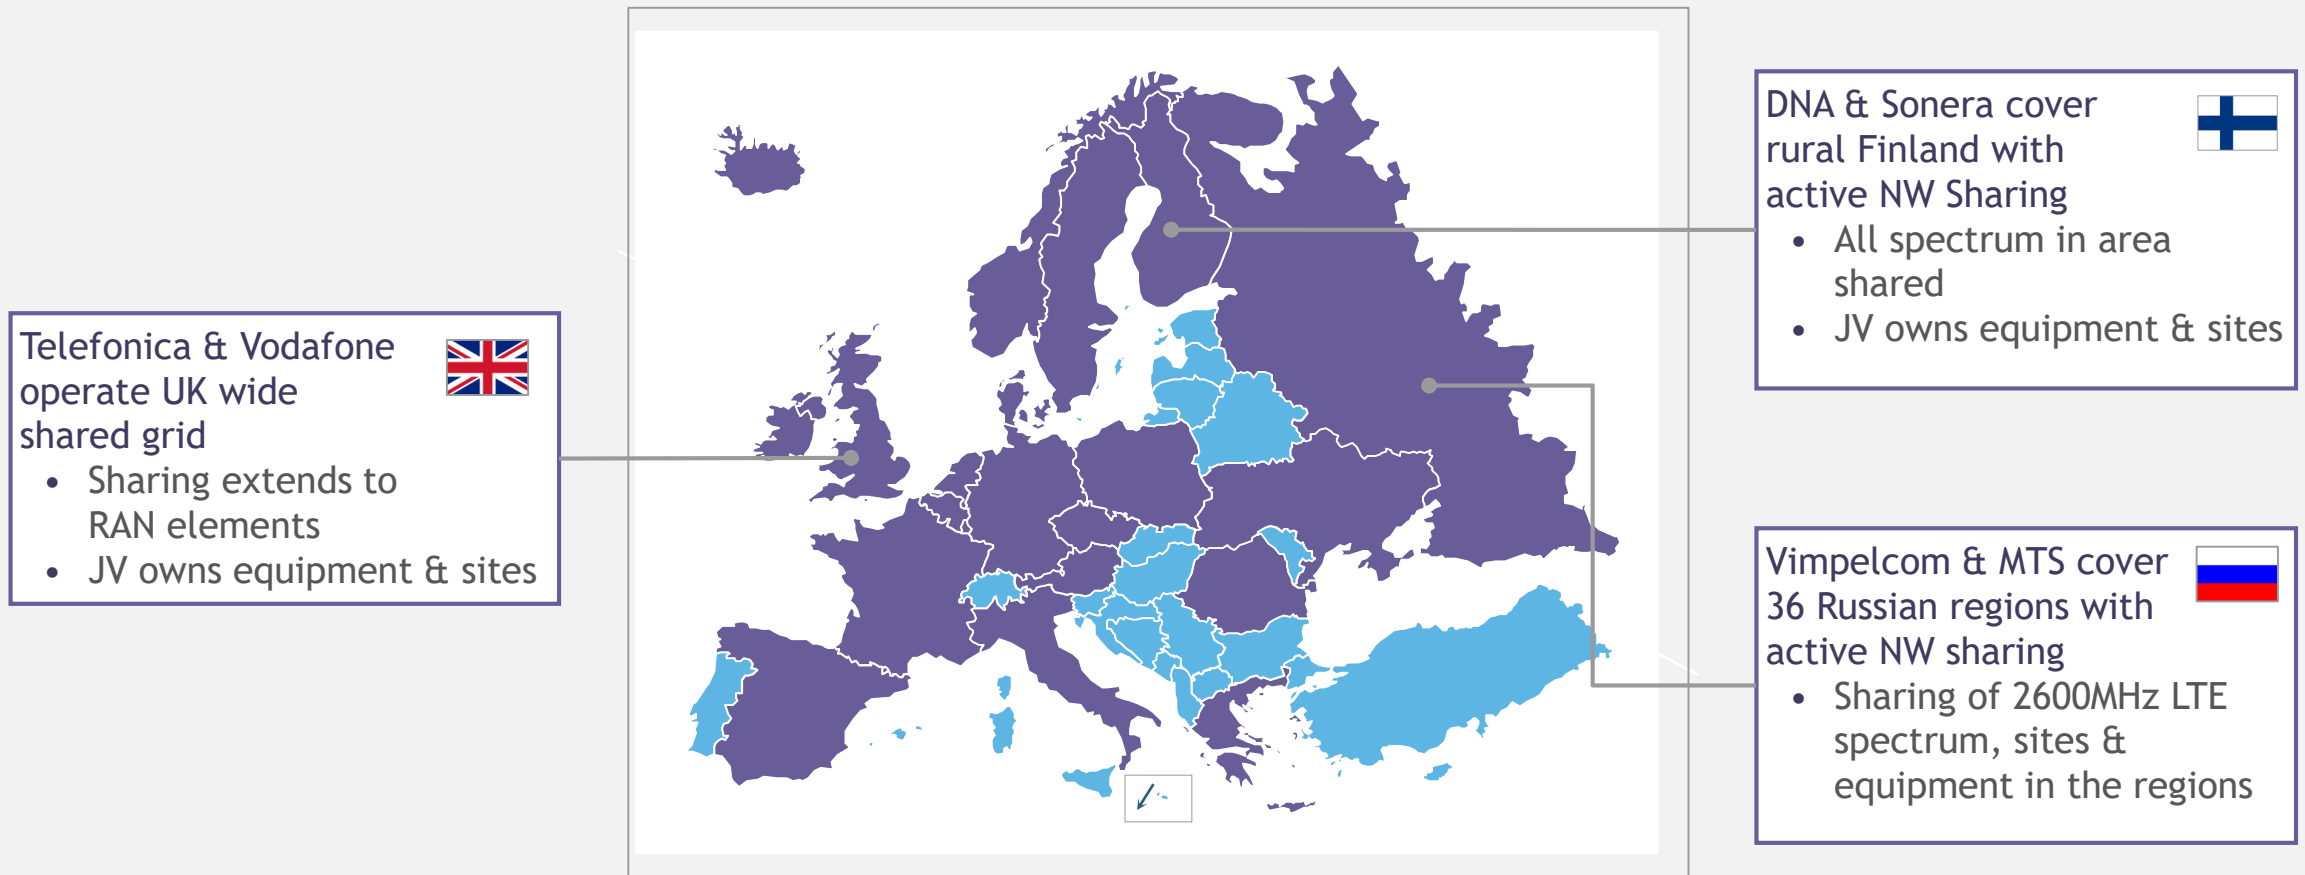 Telefonica & Vodafone
operate UK wide
shared grid
• Sharing extends to
RAN elements
• JV owns equipment & sites
DNA & Sonera cover
rural Finland with
active NW Sharing
• All spectrum in area
shared
• JV owns equipment & sites
Vimpelcom & MTS cover
36 Russian regions with
active NW sharing
• Sharing of 2600MHz LTE
spectrum, sites &
equipment in the regions